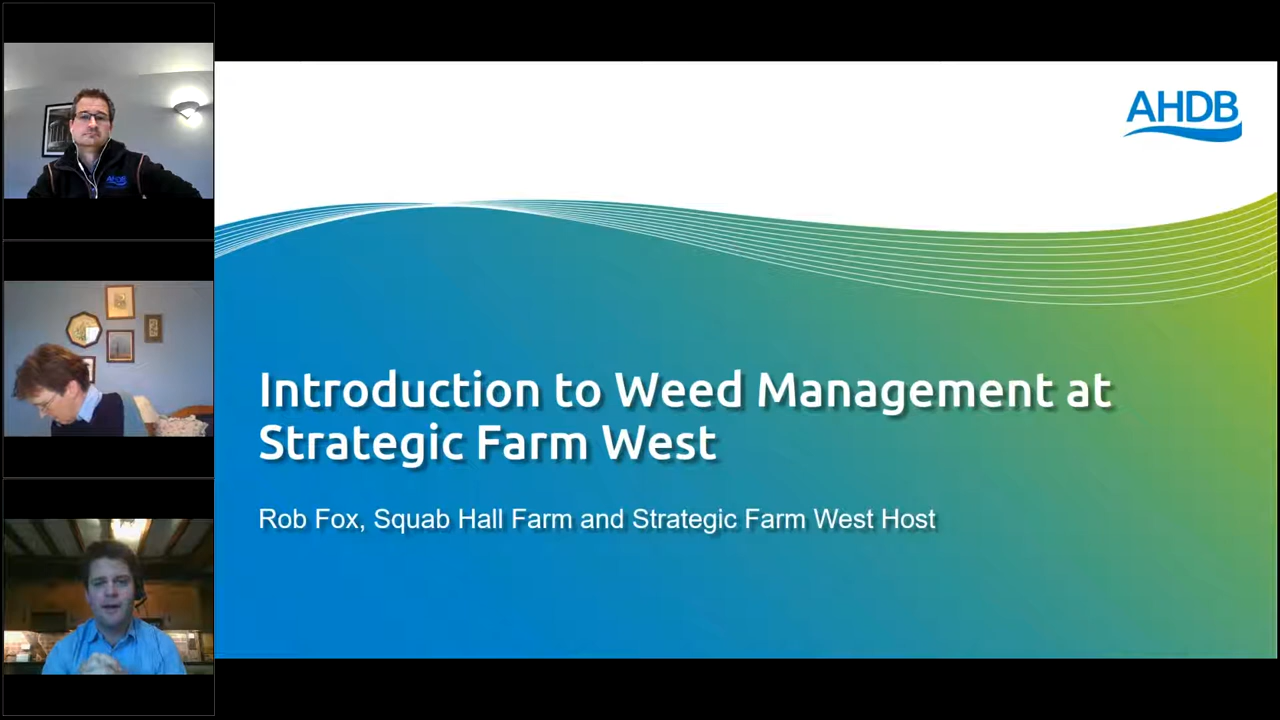 AHDB
AHDB
Introduction to Weed Management at
Strategic Farm West
Rob Fox, Squab Hall Farm and Strategic Farm West Host